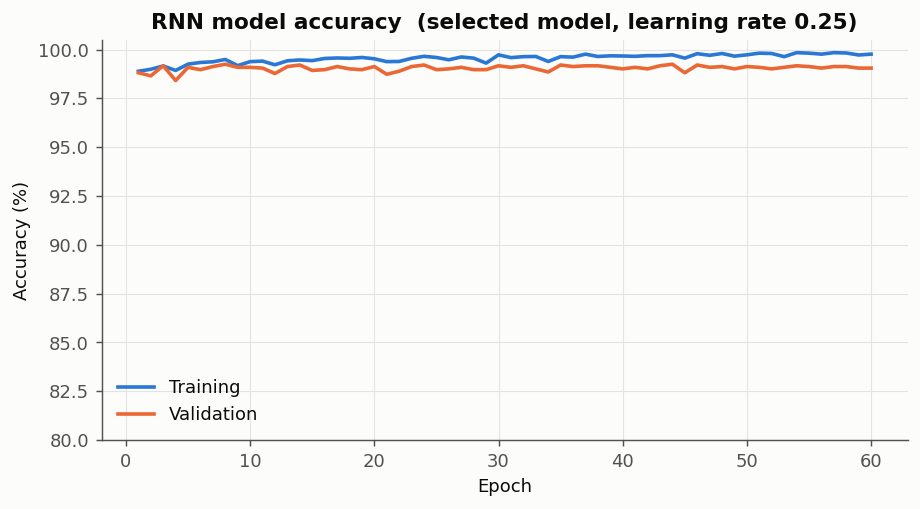 RNN model accuracy  (selected model, learning rate 0.25)
Accuracy (%)
100.0
97.5
95.0
92.5
90.0
87.5
85.0
82.5
80.0
Training
Validation
0 10 20 30 40 50 60
Epoch